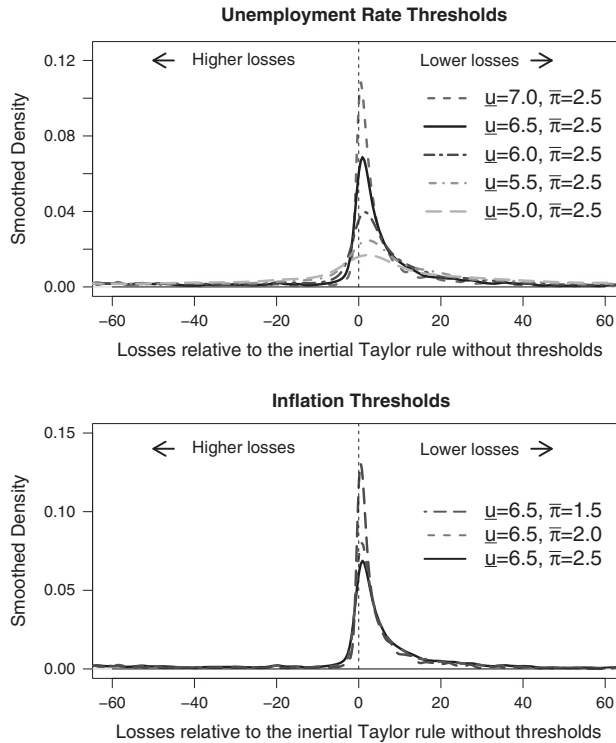 Unemployment Rate Thresholds
Smoothed Density
0.12
0.08
0.04
0.00
Higher losses
Lower losses
u=7.0, π̅=2.5
u=6.5, π̅=2.5
u=6.0, π̅=2.5
u=5.5, π̅=2.5
u=5.0, π̅=2.5
−60 −40 −20 0 20 40 60
Losses relative to the inertial Taylor rule without thresholds
Inflation Thresholds
Smoothed Density
0.15
0.10
0.05
0.00
Higher losses
Lower losses
u=6.5, π̅=1.5
u=6.5, π̅=2.0
u=6.5, π̅=2.5
−60 −40 −20 0 20 40 60
Losses relative to the inertial Taylor rule without thresholds